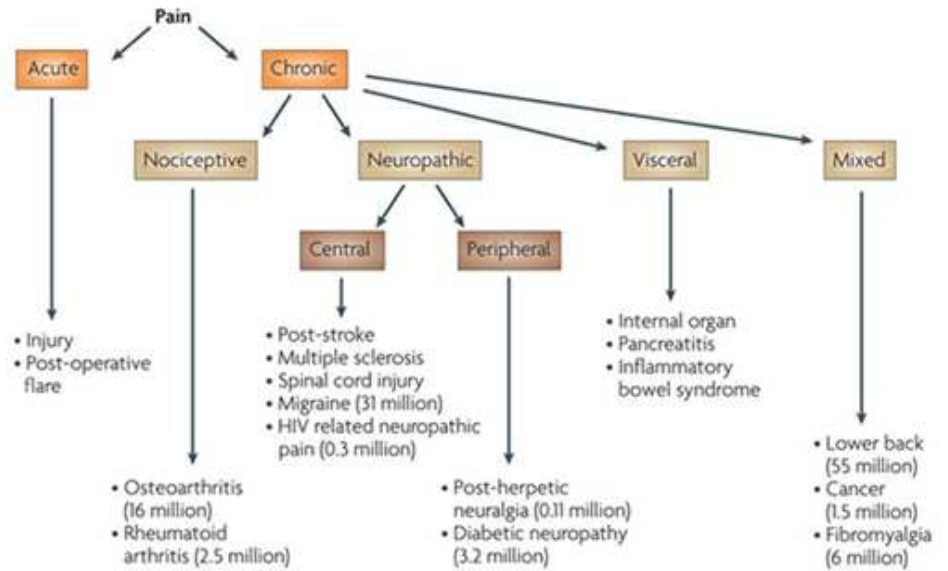 Pain
Acute
Chronic
Nociceptive
Neuropathic
Visceral
Mixed
Central
Peripheral
• Injury
• Post-operative
flare
• Post-stroke
• Multiple sclerosis
• Spinal cord injury
• Migraine (31 million)
• HIV related neuropathic
pain (0.3 million)
• Internal organ
• Pancreatitis
• Inflammatory
bowel syndrome
• Osteoarthritis
(16 million)
• Rheumatoid
arthritis (2.5 million)
• Post-herpetic
neuralgia (0.11 million)
• Diabetic neuropathy
(3.2 million)
• Lower back
(55 million)
• Cancer
(1.5 million)
• Fibromyalgia
(6 million)